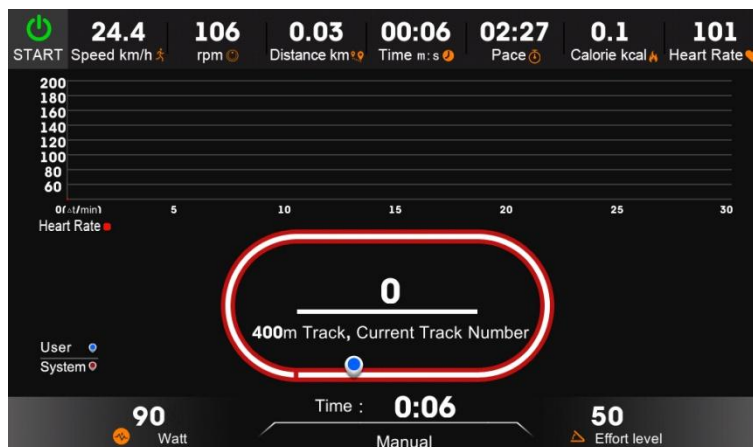 START
24.4
Speed km/h
106
rpm
0.03
Distance km
00:06
Time m:s
02:27
Pace
0.1
Calorie kcal
101
Heart Rate
200
180
160
140
120
100
80
60
0(△t/min) 5 10 15 20 25 30
Heart Rate
0
400m Track, Current Track Number
User
System
90
Watt
Time : 0:06
Manual
50
Effort level